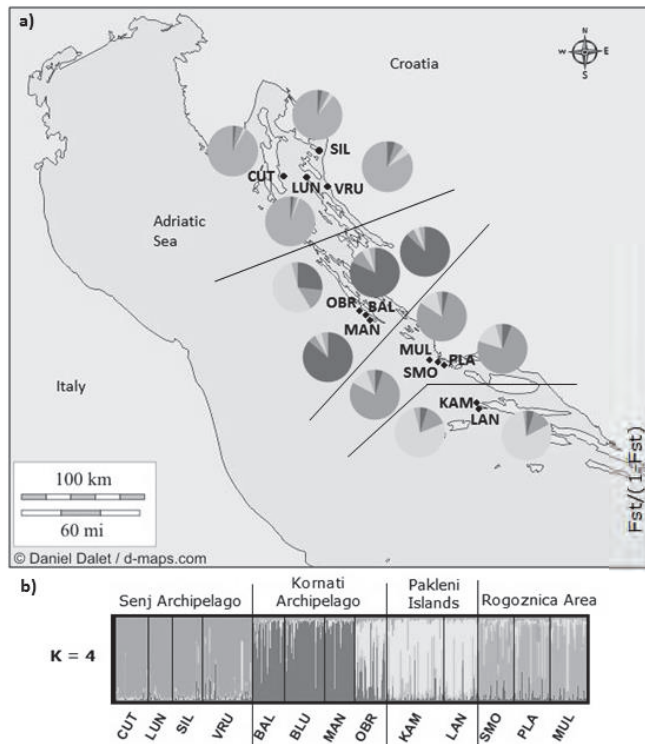 a)
Croatia
N
W E
S
SIL
CUT
LUN
VRU
Adriatic
Sea
OBR
BAL
MAN
MUL
PLA
SMO
Italy
KAM
LAN
Fst/(1-Fst)
100 km
60 mi
© Daniel Dalet / d-maps.com
b)
Senj Archipelago
Kornati
Archipelago
Pakleni
Islands
Rogoznica Area
K = 4
CUT LUN SIL VRU BAL BLU MAN OBR KAM LAN SMO PLA MUL